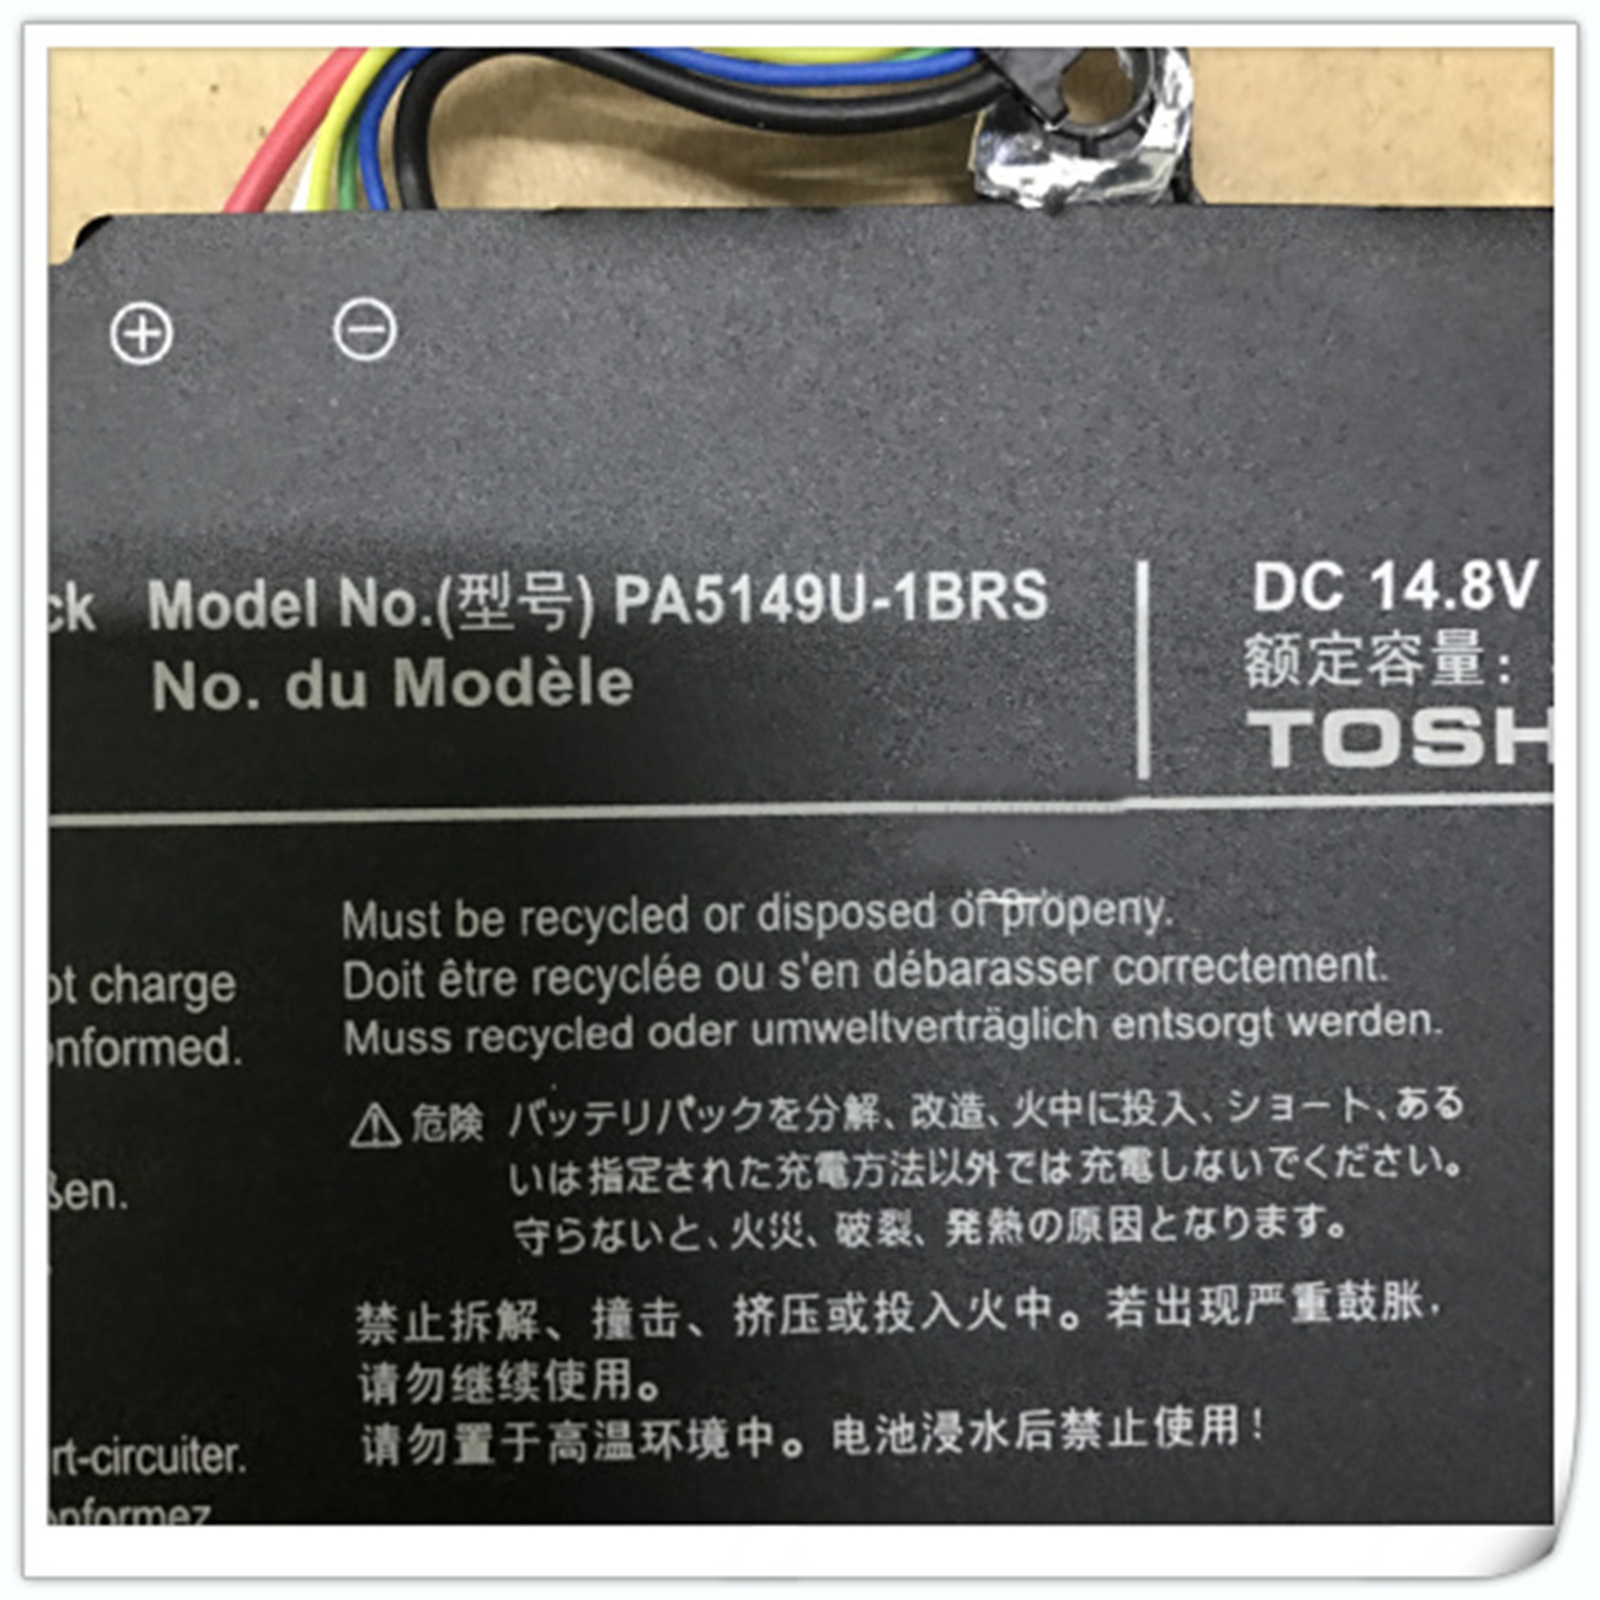 ck Model No.(型号) PA5149U-1BRS
No. du Modèle
DC 14.8V
额定容量:
TOSH
Must be recycled or disposed of properly.
Doit être recyclée ou s'en débarasser correctement.
Muss recycled oder umweltverträglich entsorgt werden.
ot charge
onformed.
ßen.
rt-circuiter.
onformez
⚠危険 バッテリパックを分解、改造、火中に投入、ショート、ある
いは指定された充電方法以外では充電しないでください。
守らないと、火災、破裂、発熱の原因となります。
禁止拆解、撞击、挤压或投入火中。若出现严重鼓胀,
请勿继续使用。
请勿置于高温环境中。电池浸水后禁止使用!